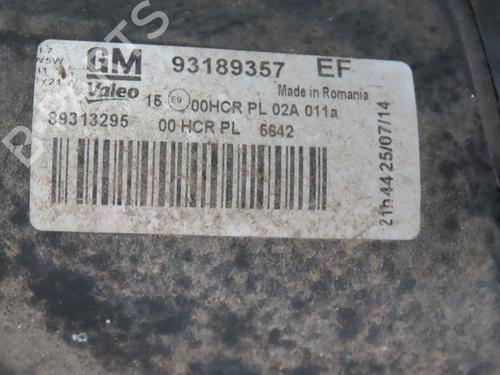 GM 93189357 EF
Valeo
Made in Romania
15 E9 00HCR PL 02A 011a
89313295 00 HCR PL 5642
21h44 25/07/14